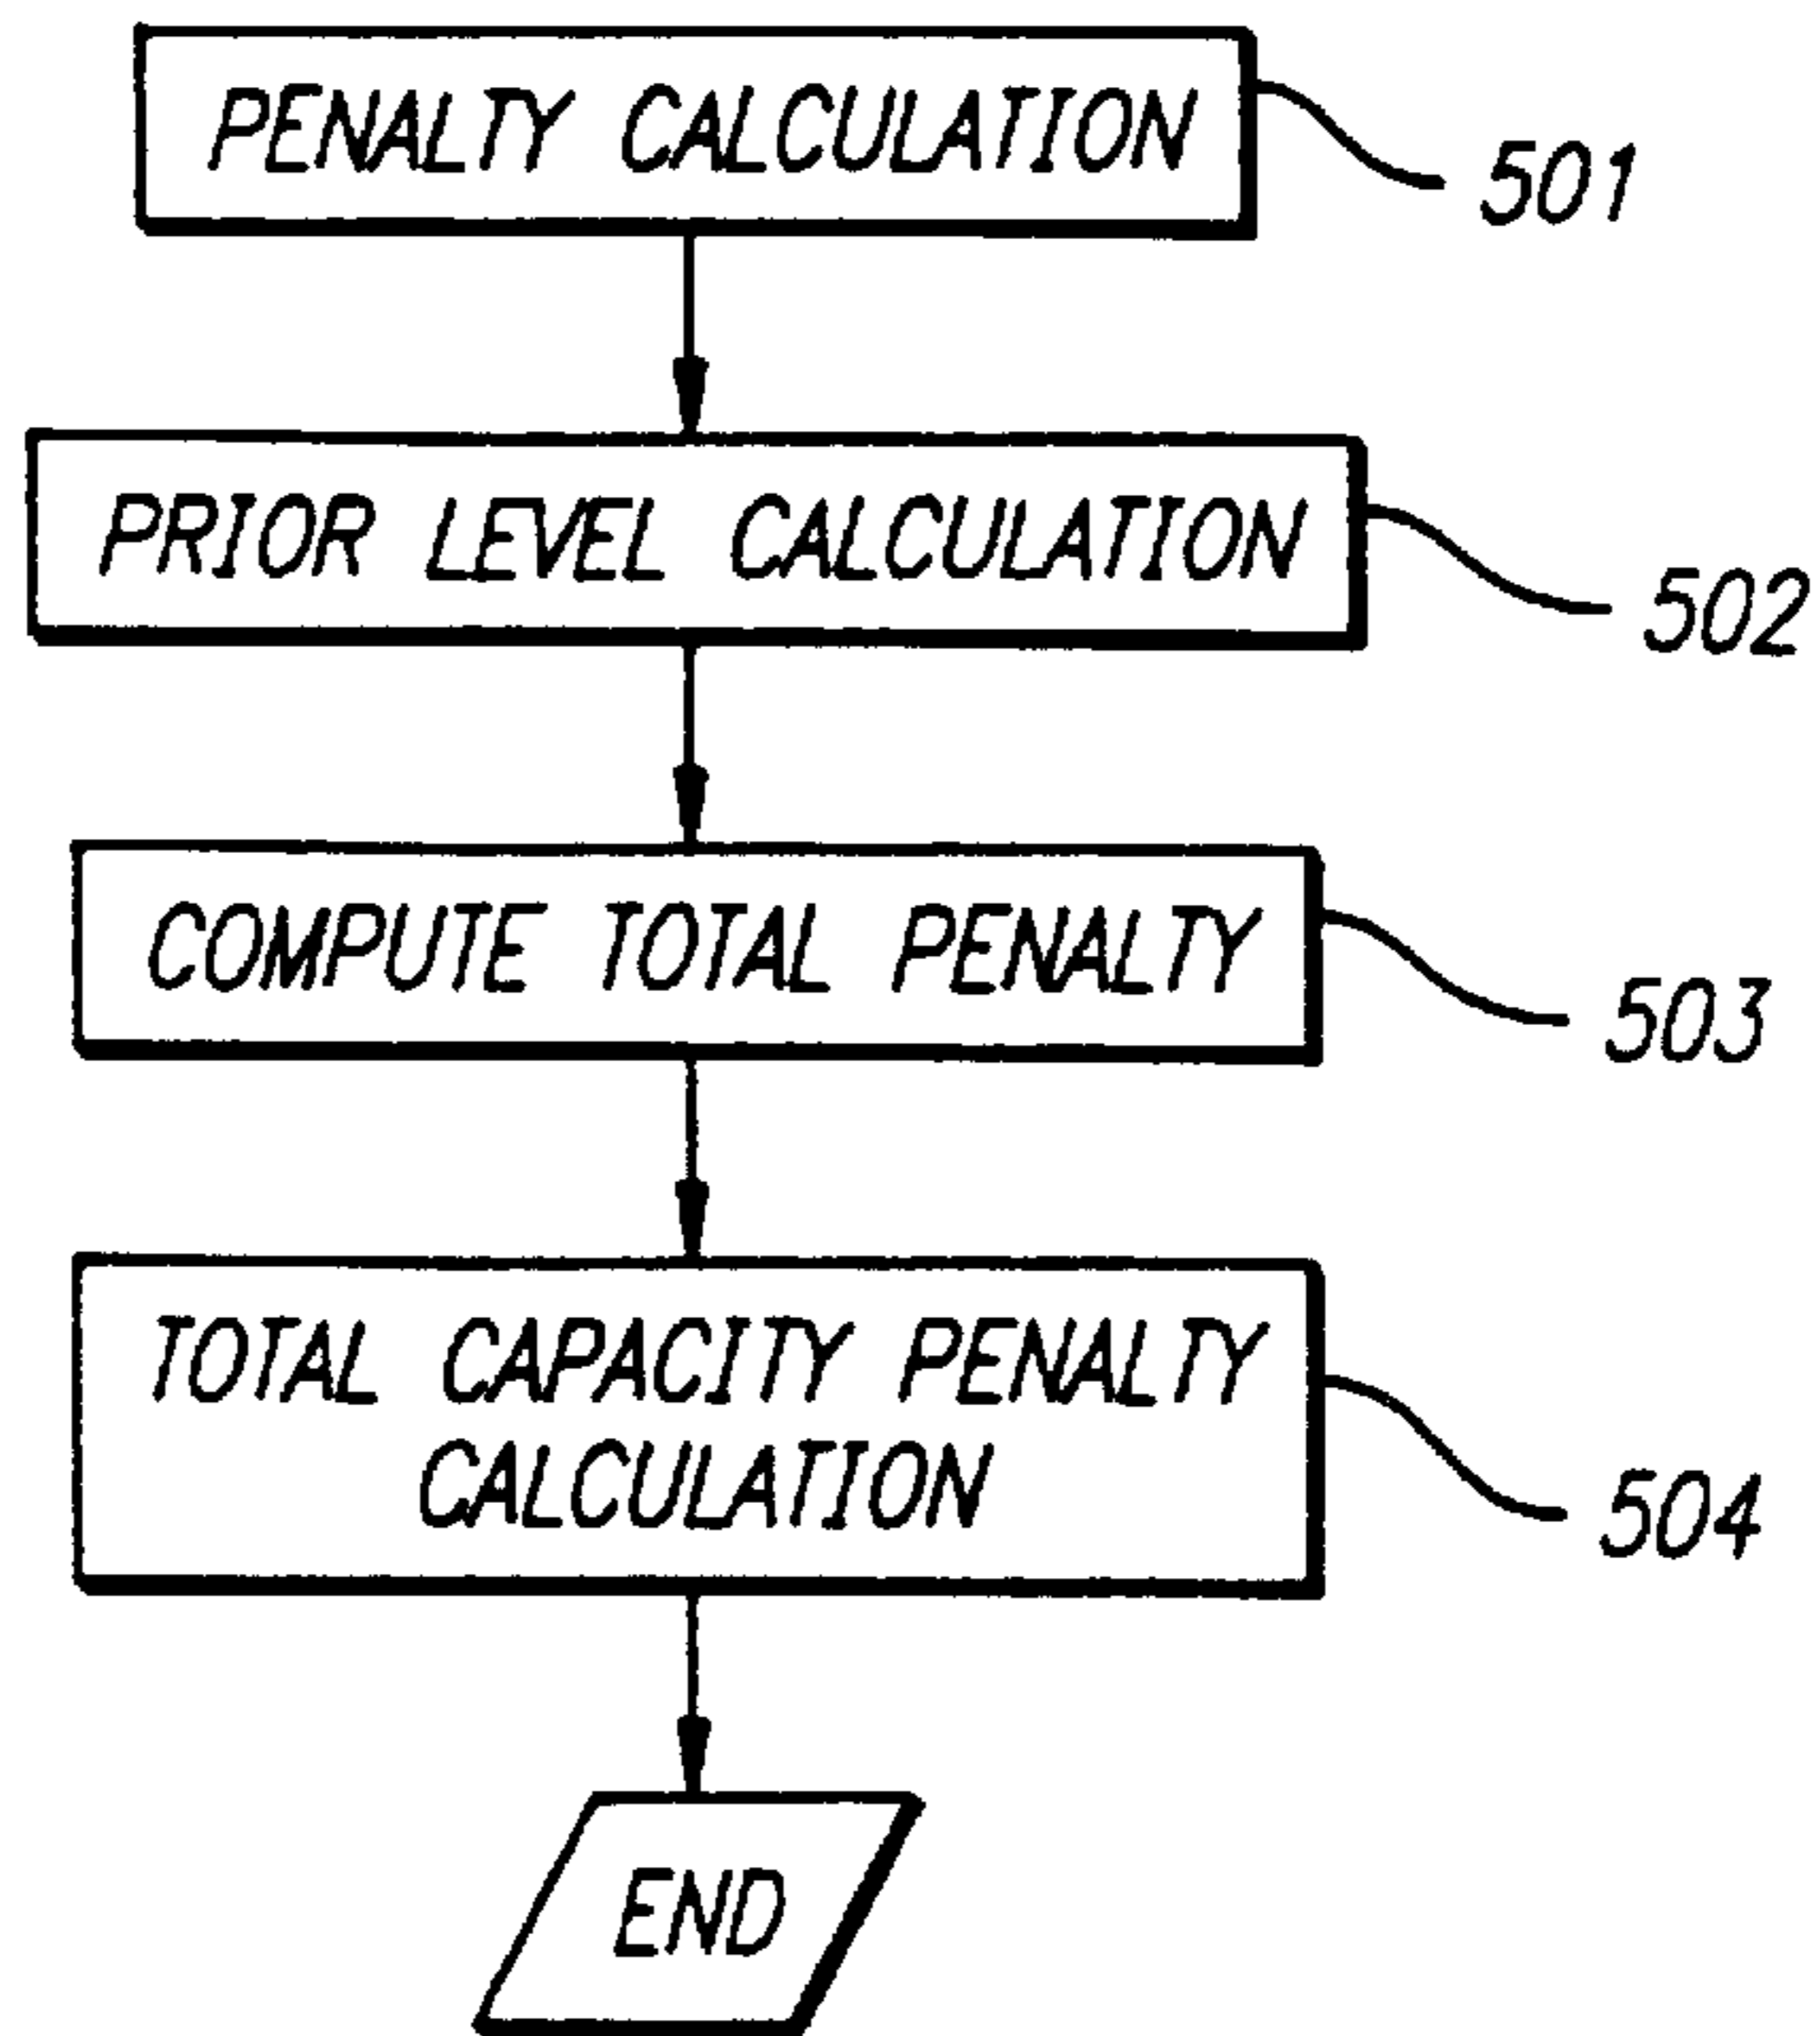 PENALTY CALCULATION
501
PRIOR LEVEL CALCULATION
502
COMPUTE TOTAL PENALTY
503
TOTAL CAPACITY PENALTY
CALCULATION
504
END